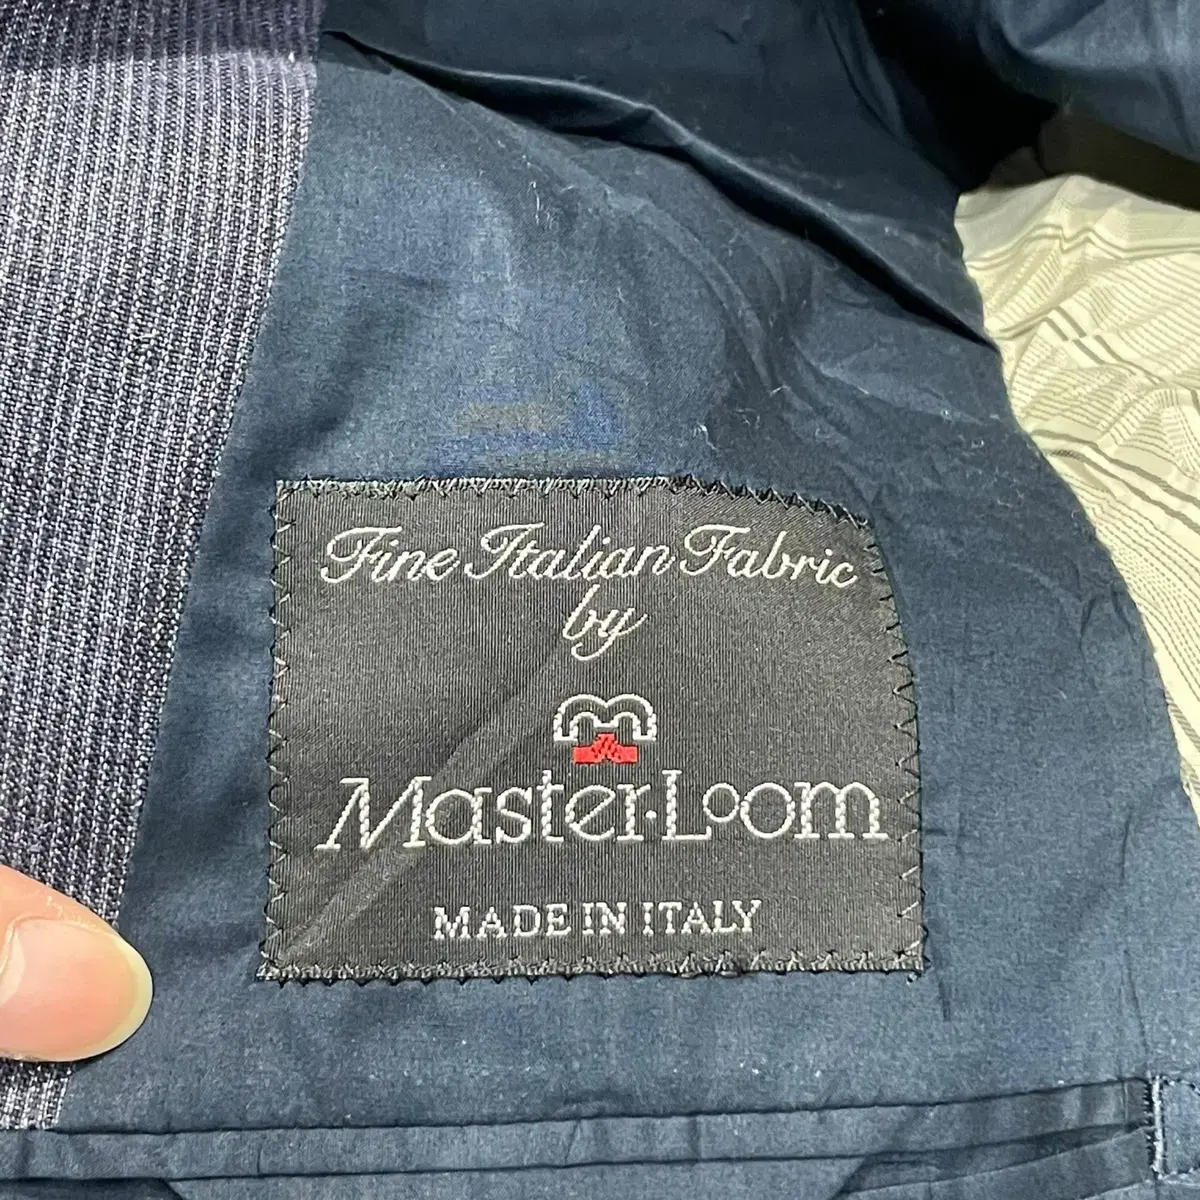 Fine Italian Fabric
by
Master·Loom
MADE IN ITALY